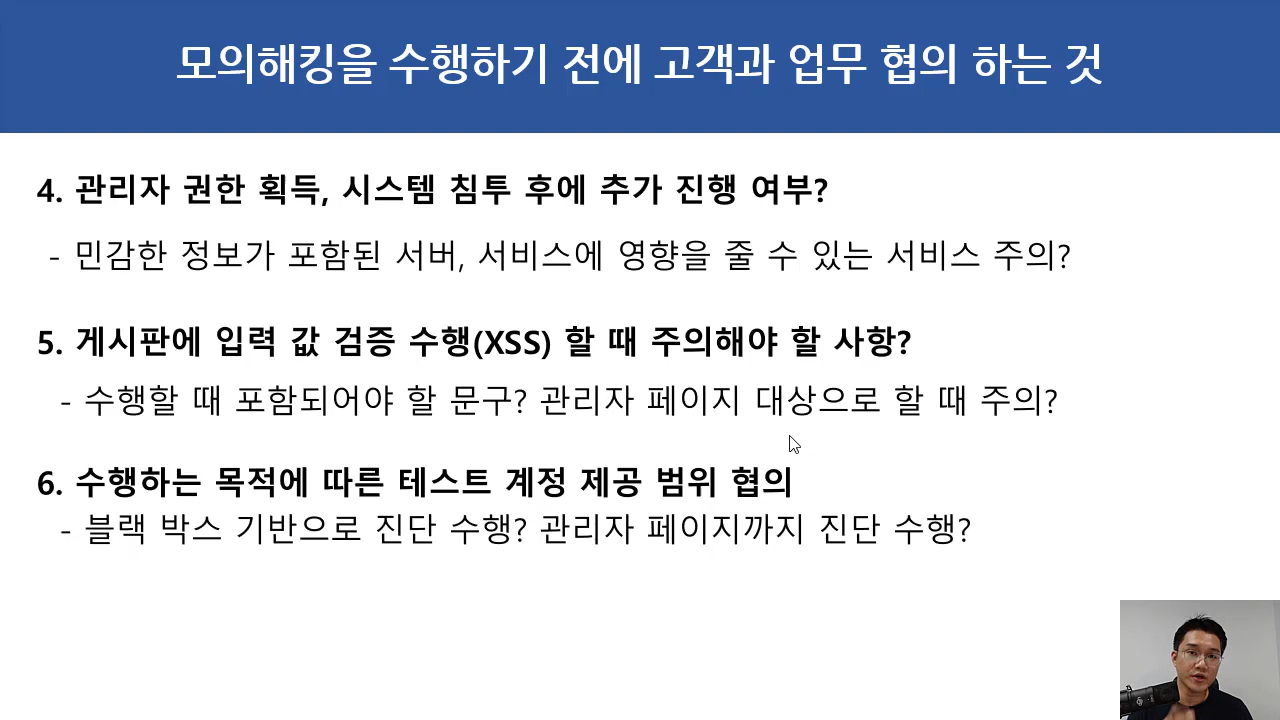 모의해킹을 수행하기 전에 고객과 업무 협의 하는 것
4. 관리자 권한 획득, 시스템 침투 후에 추가 진행 여부?
- 민감한 정보가 포함된 서버, 서비스에 영향을 줄 수 있는 서비스 주의?
5. 게시판에 입력 값 검증 수행(XSS) 할 때 주의해야 할 사항?
- 수행할 때 포함되어야 할 문구? 관리자 페이지 대상으로 할 때 주의?
6. 수행하는 목적에 따른 테스트 계정 제공 범위 협의
- 블랙 박스 기반으로 진단 수행? 관리자 페이지까지 진단 수행?